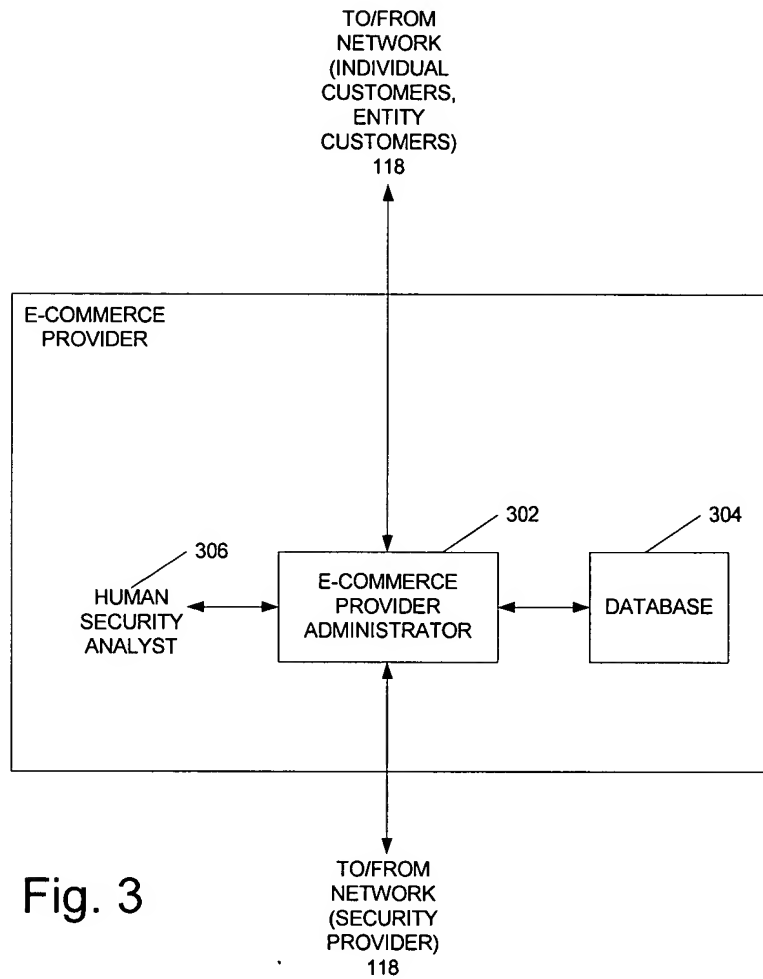 TO/FROM
NETWORK
(INDIVIDUAL
CUSTOMERS,
ENTITY
CUSTOMERS)
118
E-COMMERCE
PROVIDER
302
304
306
HUMAN
SECURITY
ANALYST
E-COMMERCE
PROVIDER
ADMINISTRATOR
DATABASE
TO/FROM
NETWORK
(SECURITY
PROVIDER)
118
Fig. 3